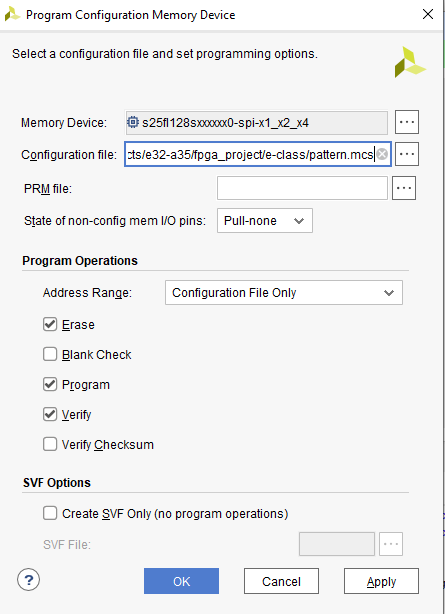 Program Configuration Memory Device
Select a configuration file and set programming options.
Memory Device: s25fl128sxxxxxx0-spi-x1_x2_x4 ...
Configuration file: cts/e32-a35/fpga_project/e-class/pattern.mcs ...
PRM file: ...
State of non-config mem I/O pins: Pull-none
Program Operations
Address Range: Configuration File Only
Erase
Blank Check
Program
Verify
Verify Checksum
SVF Options
Create SVF Only (no program operations)
SVF File: ...
? OK Cancel Apply